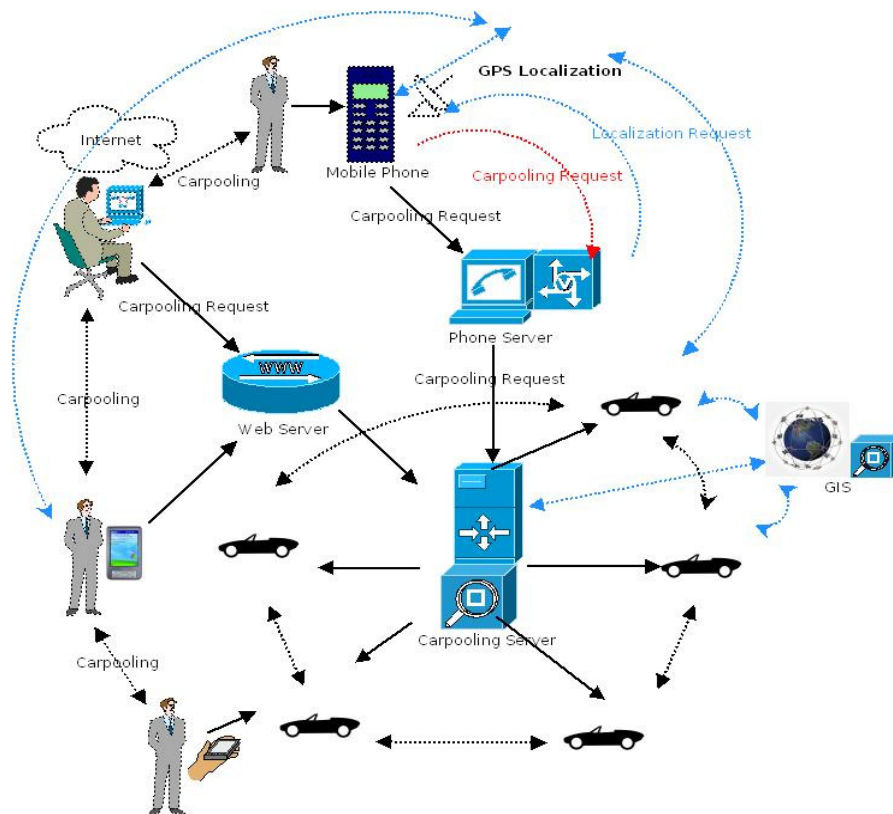 GPS Localization
Internet
Localization Request
Carpooling
Mobile Phone
Carpooling Request
Carpooling Request
Carpooling Request
Phone Server
WWW
Carpooling
Carpooling Request
Web Server
GIS
Carpooling Server
Carpooling